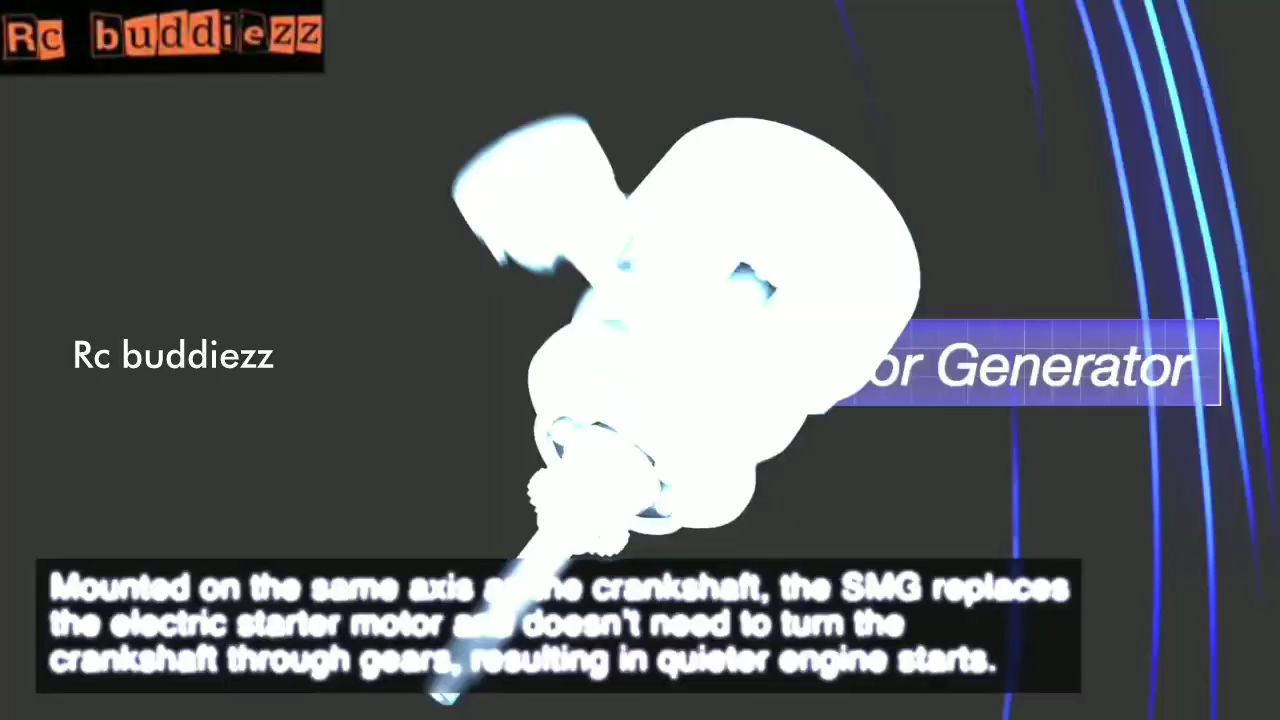 Rc buddiezz
Rc buddiezz
Generator
Mounted on the same axis the crankshaft, the SMG replaces
the electric starter motor doesn't need to turn the
crankshaft through gears, resulting in quieter engine starts.